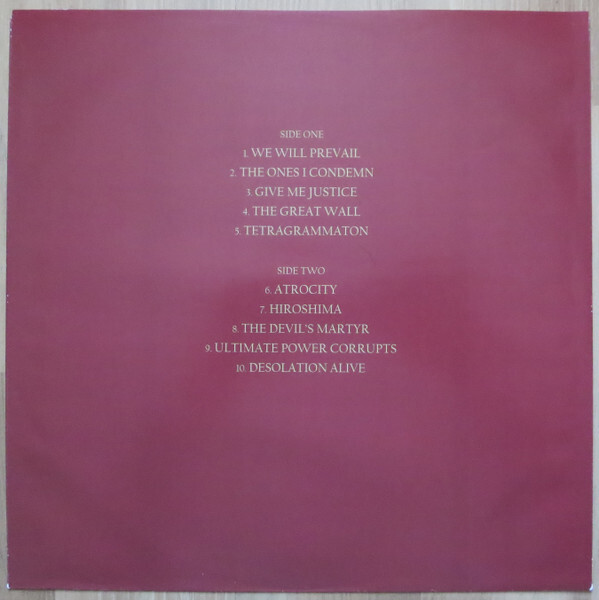 SIDE ONE
1. WE WILL PREVAIL
2. THE ONES I CONDEMN
3. GIVE ME JUSTICE
4. THE GREAT WALL
5. TETRAGRAMMATON
SIDE TWO
6. ATROCITY
7. HIROSHIMA
8. THE DEVIL'S MARTYR
9. ULTIMATE POWER CORRUPTS
10. DESOLATION ALIVE